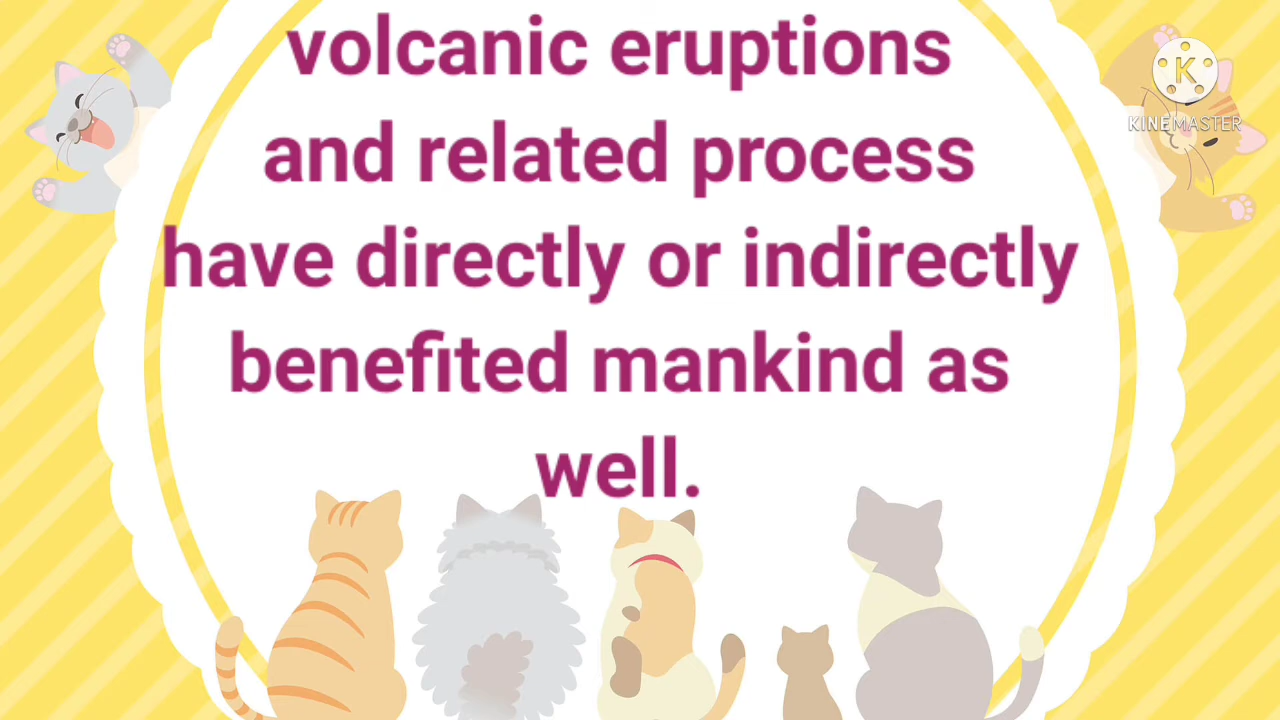 volcanic eruptions
and related process
have directly or indirectly
benefited mankind as
well.
K
KINEMASTER